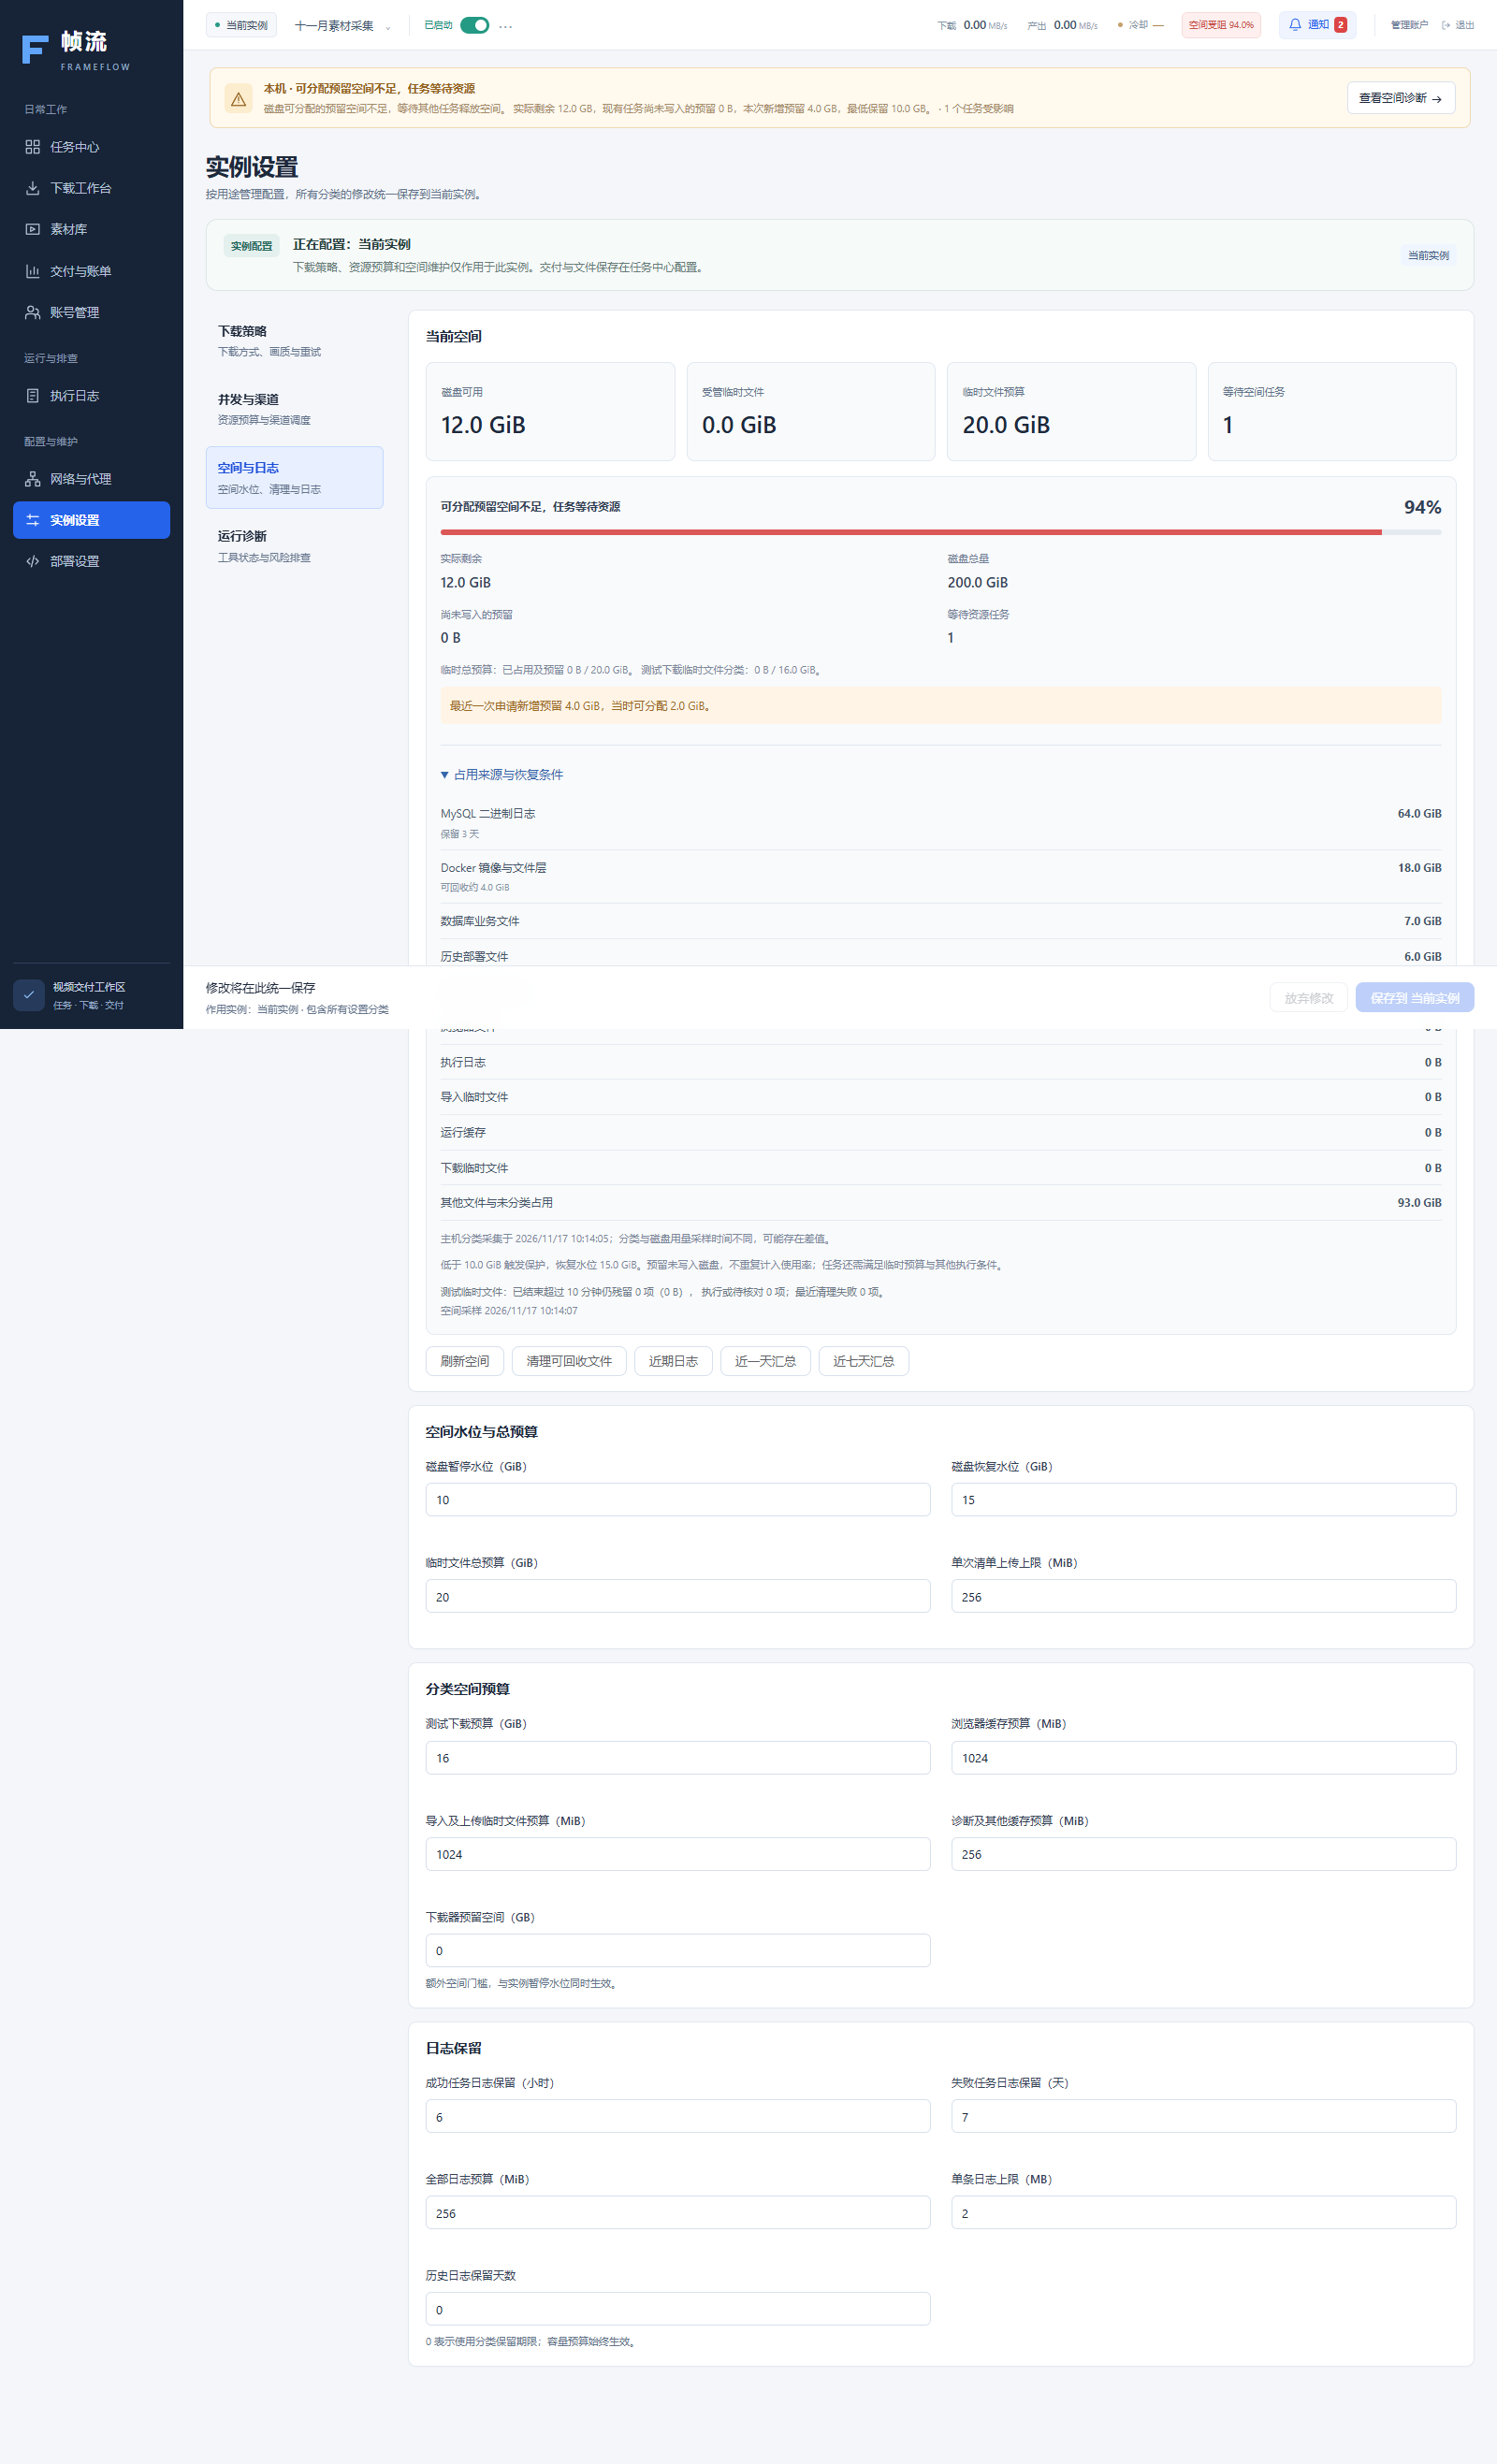 帧流
FRAMEFLOW
日常工作
任务中心
下载工作台
素材库
交付与账单
账号管理
运行与排查
执行日志
配置与维护
网络与代理
实例设置
部署设置
视频交付工作区
任务 · 下载 · 交付
当前实例
十一月素材采集
已启动
下载 0.00 MB/s
产出 0.00 MB/s
冷却 —
空间受阻 94.0%
通知 2
管理账户
退出
本机 · 可分配预留空间不足，任务等待资源
磁盘可分配的预留空间不足，等待其他任务释放空间。 实际剩余 12.0 GB，现有任务尚未写入的预留 0 B，本次新增预留 4.0 GB，最低保留 10.0 GB。 · 1 个任务受影响
查看空间诊断 →
实例设置
按用途管理配置，所有分类的修改统一保存到当前实例。
实例配置
正在配置：当前实例
下载策略、资源预算和空间维护仅作用于此实例。交付与文件保存在任务中心配置。
当前实例
下载策略
下载方式、画质与重试
并发与渠道
资源预算与渠道调度
空间与日志
空间水位、清理与日志
运行诊断
工具状态与风险排查
当前空间
磁盘可用
12.0 GiB
受管临时文件
0.0 GiB
临时文件预算
20.0 GiB
等待空间任务
1
可分配预留空间不足，任务等待资源
94%
实际剩余
12.0 GiB
磁盘总量
200.0 GiB
尚未写入的预留
0 B
等待资源任务
1
临时总预算：已占用及预留 0 B / 20.0 GiB。 测试下载临时文件分类：0 B / 16.0 GiB。
最近一次申请新增预留 4.0 GiB，当时可分配 2.0 GiB。
▼ 占用来源与恢复条件
MySQL 二进制日志 64.0 GiB
保留 3 天
Docker 镜像与文件层 18.0 GiB
可回收约 4.0 GiB
数据库业务文件 7.0 GiB
历史部署文件 6.0 GiB
修改将在此统一保存
作用实例：当前实例 · 包含所有设置分类
放弃修改
保存到 当前实例
执行日志 0 B
导入临时文件 0 B
运行缓存 0 B
下载临时文件 0 B
其他文件与未分类占用 93.0 GiB
主机分类采集于 2026/11/17 10:14:05；分类与磁盘用量采样时间不同，可能存在差值。
低于 10.0 GiB 触发保护，恢复水位 15.0 GiB。预留未写入磁盘，不重复计入使用率；任务还需满足临时预算与其他执行条件。
测试临时文件：已结束超过 10 分钟仍残留 0 项（0 B）， 执行或待核对 0 项；最近清理失败 0 项。
空间采样 2026/11/17 10:14:07
刷新空间
清理可回收文件
近期日志
近一天汇总
近七天汇总
空间水位与总预算
磁盘暂停水位（GiB）
10
磁盘恢复水位（GiB）
15
临时文件总预算（GiB）
20
单次清单上传上限（MiB）
256
分类空间预算
测试下载预算（GiB）
16
浏览器缓存预算（MiB）
1024
导入及上传临时文件预算（MiB）
1024
诊断及其他缓存预算（MiB）
256
下载器预留空间（GB）
0
额外空间门槛，与实例暂停水位同时生效。
日志保留
成功任务日志保留（小时）
6
失败任务日志保留（天）
7
全部日志预算（MiB）
256
单条日志上限（MB）
2
历史日志保留天数
0
0 表示使用分类保留期限；容量预算始终生效。